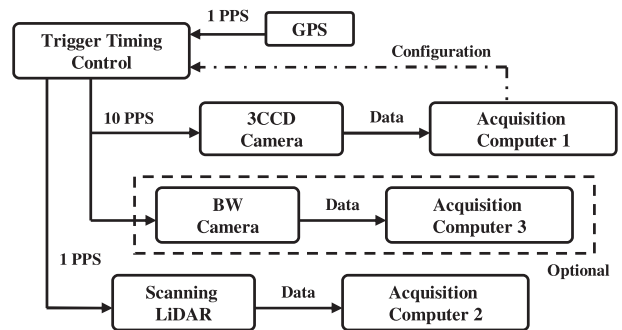 1 PPS
GPS
Trigger Timing
Control
Configuration
10 PPS
3CCD
Camera
Data
Acquisition
Computer 1
BW
Camera
Data
Acquisition
Computer 3
Optional
1 PPS
Scanning
LiDAR
Data
Acquisition
Computer 2